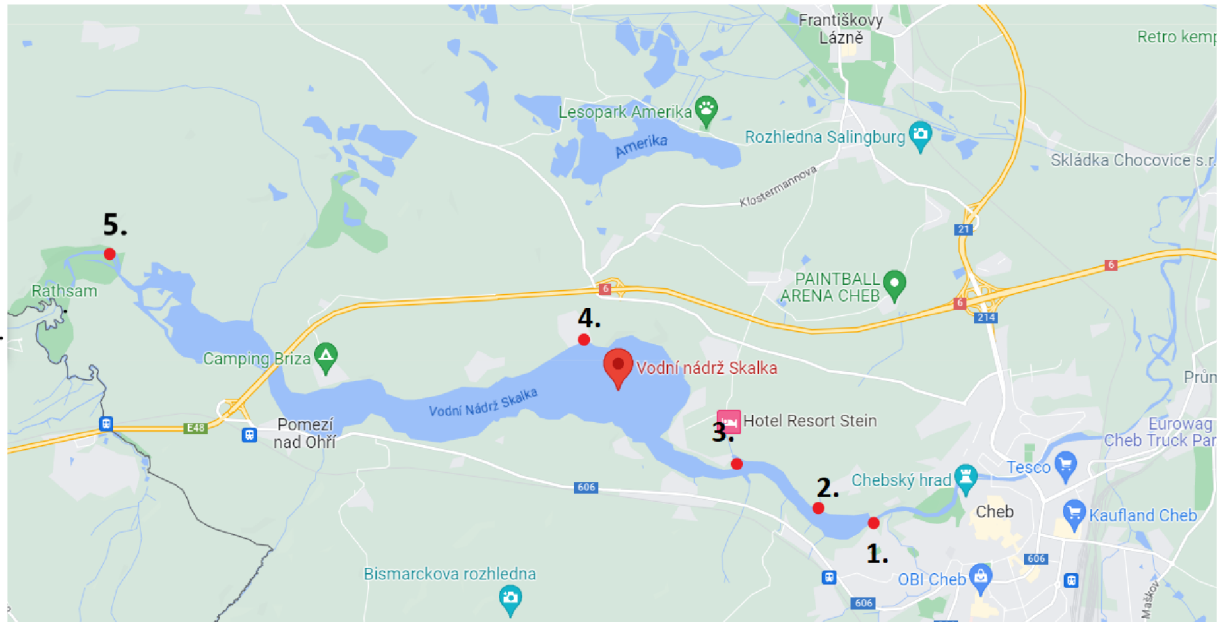 Františkovy
Lázně
Retro kemp
Lesopark Amerika
Amerika
Rozhledna Salingburg
Skládka Chocovice s.r.
Klostermannova
5.
21
Rathsam
6
6
PAINTBALL
ARENA CHEB
6
214
4.
Camping Bříza
Vodní nádrž Skalka
Vodní Nádrž Skalka
Prům
E48
Pomezí
nad Ohří
Hotel Resort Stein
3.
Eurowag
Cheb Truck Par
Tesco
606
2.
Chebský hrad
Cheb
Kaufland Cheb
1.
606
Bismarckova rozhledna
OBI Cheb
606
Maškov